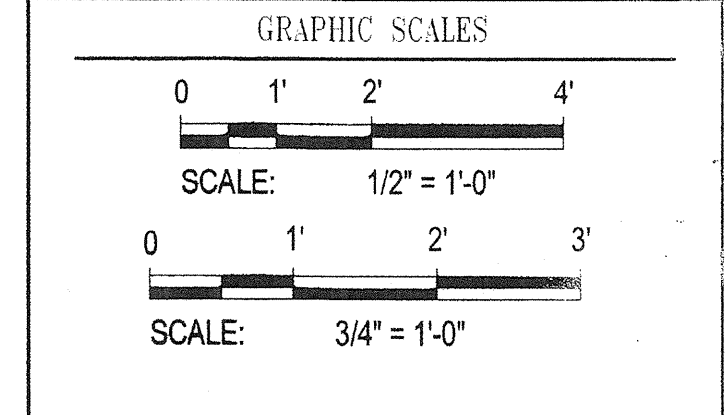 GRAPHIC SCALES
0 1' 2' 4'
SCALE: 1/2" = 1'-0"
0 1' 2' 3'
SCALE: 3/4" = 1'-0"